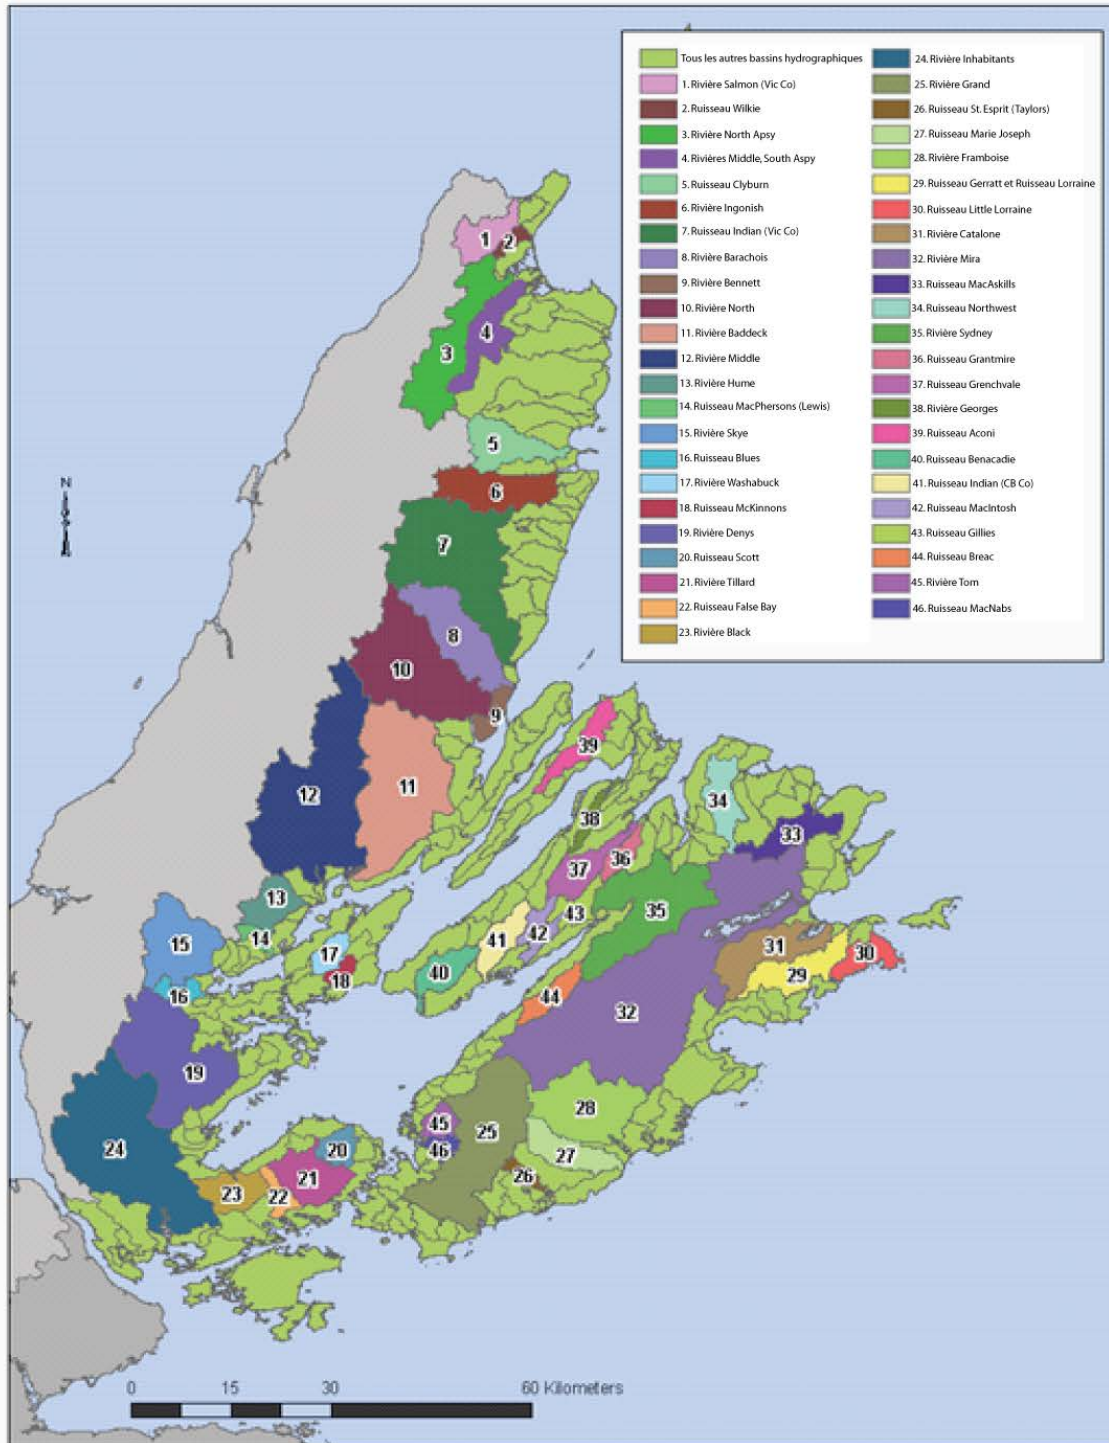 Tous les autres bassins hydrographiques
1. Rivière Salmon (Vic Co)
2. Ruisseau Wilkie
3. Rivière North Apsy
4. Rivières Middle, South Aspy
5. Ruisseau Clyburn
6. Rivière Ingonish
7. Ruisseau Indian (Vic Co)
8. Rivière Barachois
9. Rivière Bennett
10. Rivière North
11. Rivière Baddeck
12. Rivière Middle
13. Rivière Hume
14. Ruisseau MacPhersons (Lewis)
15. Rivière Skye
16. Ruisseau Blues
17. Rivière Washabuck
18. Ruisseau McKinnons
19. Rivière Denys
20. Ruisseau Scott
21. Rivière Tillard
22. Ruisseau False Bay
23. Rivière Black
24. Rivière Inhabitants
25. Rivière Grand
26. Ruisseau St. Esprit (Taylors)
27. Ruisseau Marie Joseph
28. Rivière Framboise
29. Ruisseau Gerratt et Ruisseau Lorraine
30. Ruisseau Little Lorraine
31. Rivière Catalone
32. Rivière Mira
33. Ruisseau MacAskills
34. Ruisseau Northwest
35. Rivière Sydney
36. Ruisseau Grantmire
37. Ruisseau Grenchvale
38. Rivière Georges
39. Ruisseau Aconi
40. Ruisseau Benacadie
41. Ruisseau Indian (CB Co)
42. Ruisseau MacIntosh
43. Ruisseau Gillies
44. Ruisseau Breac
45. Rivière Tom
46. Ruisseau MacNabs
1
2
3
4
5
6
N
7
8
10
9
39
12
11
34
38
33
37
36
13
43
35
14
15
41
42
31
17
30
18
40
29
16
44
32
19
28
45
25
24
46
20
27
26
21
23
22
0 15 30 60 Kilometers